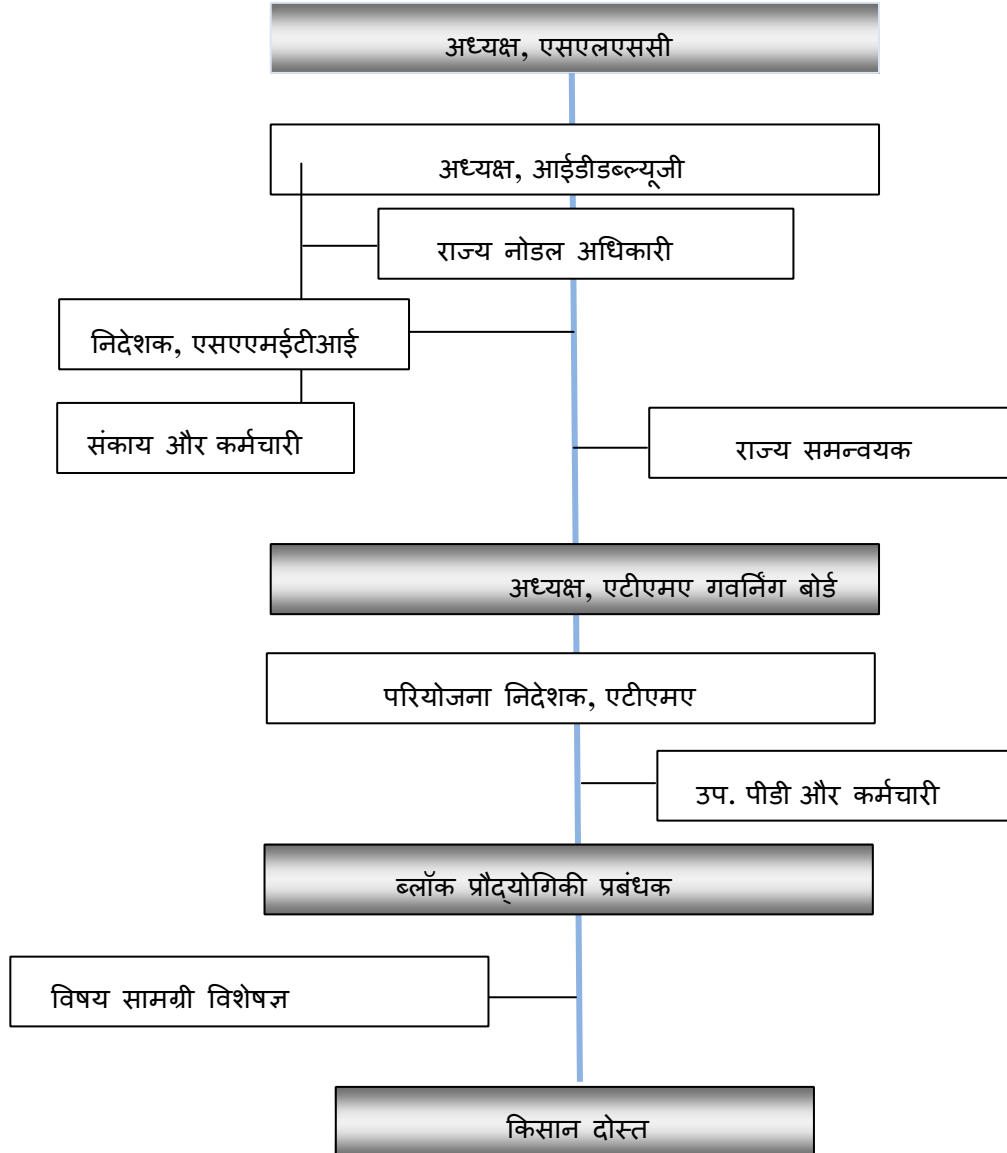 अध्यक्ष, एसएलएससी
अध्यक्ष, आईडीडब्ल्यूजी
राज्य नोडल अधिकारी
निदेशक, एसएएमईटीआई
संकाय और कर्मचारी
राज्य समन्वयक
अध्यक्ष, एटीएमए गवर्निंग बोर्ड
परियोजना निदेशक, एटीएमए
उप. पीडी और कर्मचारी
ब्लॉक प्रौद्योगिकी प्रबंधक
विषय सामग्री विशेषज्ञ
किसान दोस्त